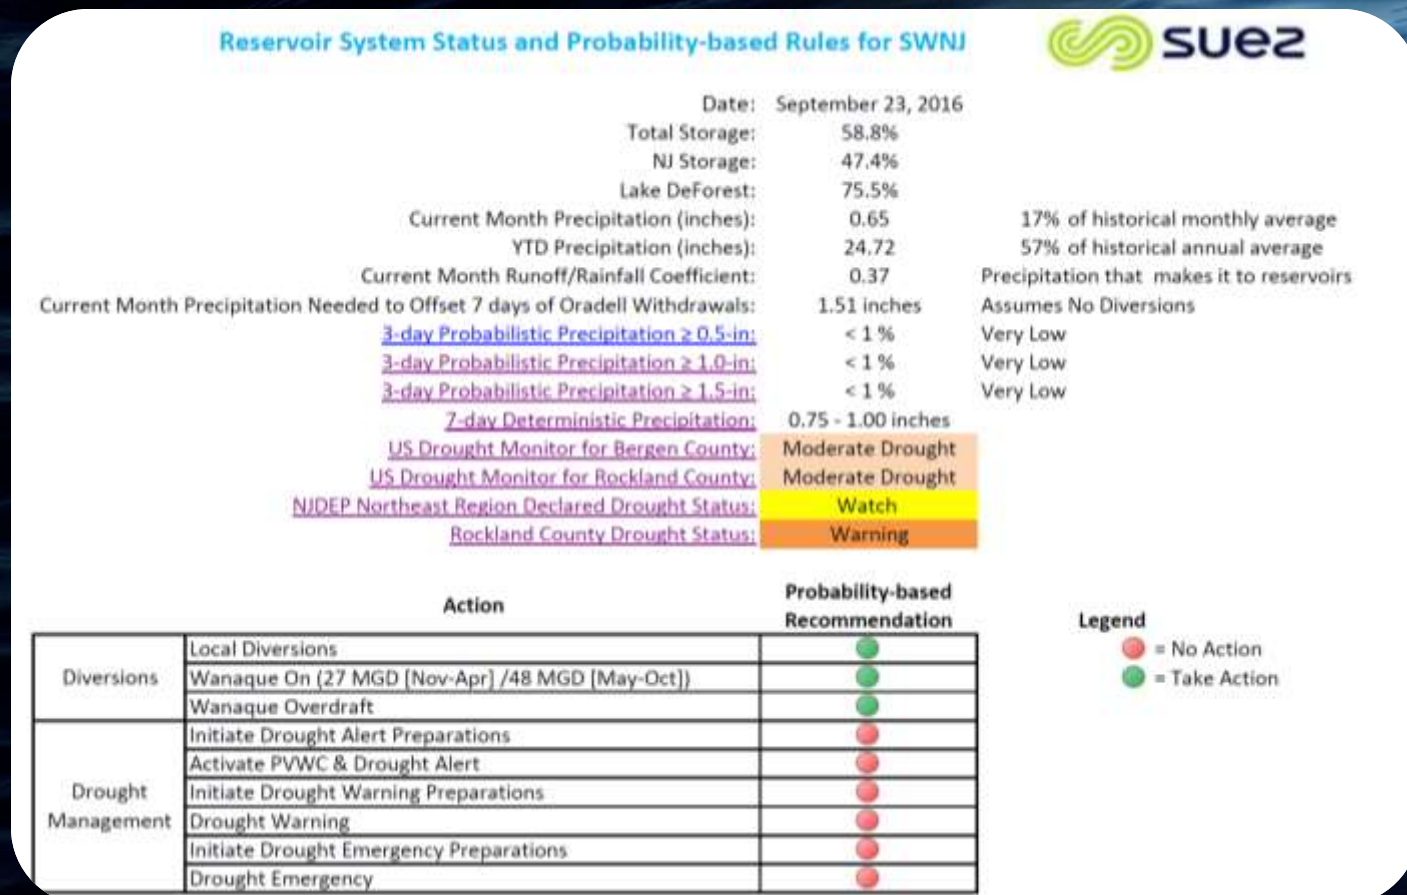 Reservoir System Status and Probability-based Rules for SWNJ
suez
Date: September 23, 2016
Total Storage: 58.8%
NJ Storage: 47.4%
Lake DeForest: 75.5%
Current Month Precipitation (inches): 0.65 17% of historical monthly average
YTD Precipitation (inches): 24.72 57% of historical annual average
Current Month Runoff/Rainfall Coefficient: 0.37 Precipitation that makes it to reservoirs
Current Month Precipitation Needed to Offset 7 days of Oradell Withdrawals: 1.51 inches Assumes No Diversions
3-day Probabilistic Precipitation ≥ 0.5-in: < 1 % Very Low
3-day Probabilistic Precipitation ≥ 1.0-in: < 1 % Very Low
3-day Probabilistic Precipitation ≥ 1.5-in: < 1 % Very Low
7-day Deterministic Precipitation: 0.75 - 1.00 inches
US Drought Monitor for Bergen County: Moderate Drought
US Drought Monitor for Rockland County: Moderate Drought
NJDEP Northeast Region Declared Drought Status: Watch
Rockland County Drought Status: Warning
Action
Probability-based
Recommendation
Legend
= No Action
= Take Action
Diversions
Local Diversions
Wanaque On (27 MGD [Nov-Apr] /48 MGD [May-Oct])
Wanaque Overdraft
Drought
Management
Initiate Drought Alert Preparations
Activate PVWC & Drought Alert
Initiate Drought Warning Preparations
Drought Warning
Initiate Drought Emergency Preparations
Drought Emergency